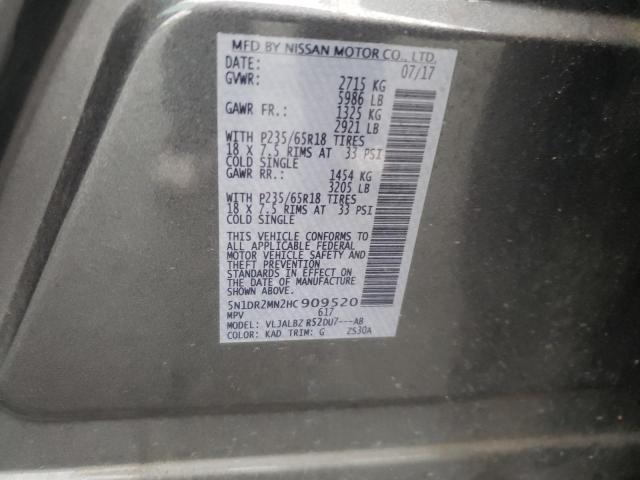 MFD BY NISSAN MOTOR CO., LTD.
DATE: 07/17
GVWR: 2715 KG
5986 LB
GAWR FR.: 1325 KG
2921 LB
WITH P235/65R18 TIRES
18 X 7.5 RIMS AT 33 PSI
COLD SINGLE
GAWR RR.: 1454 KG
3205 LB
WITH P235/65R18 TIRES
18 X 7.5 RIMS AT 33 PSI
COLD SINGLE
THIS VEHICLE CONFORMS TO
ALL APPLICABLE FEDERAL
MOTOR VEHICLE SAFETY AND
THEFT PREVENTION
STANDARDS IN EFFECT ON
THE DATE OF MANUFACTURE
SHOWN ABOVE.
5N1DR2MN2HC909520
MPV 617
MODEL: VLJALBZ R52DU7---AB
COLOR: KAD TRIM: G ZS30A